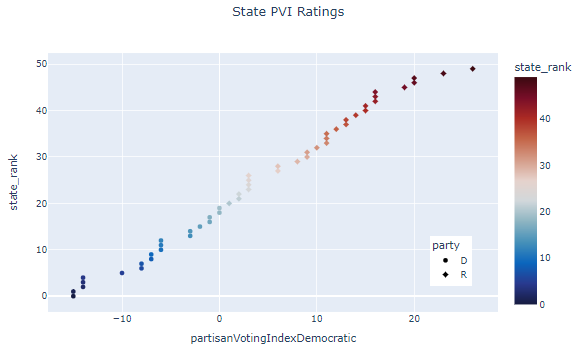 State PVI Ratings
state_rank
50
40
30
20
10
0
−10
0
10
20
partisanVotingIndexDemocratic
state_rank
40
30
20
10
0
party
D
R